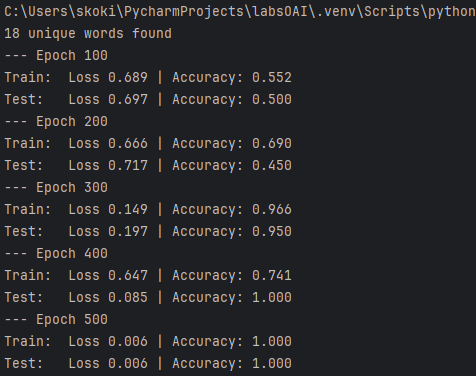 C:\Users\skoki\PycharmProjects\labsOAI\.venv\Scripts\python
18 unique words found
--- Epoch 100
Train:  Loss 0.689 | Accuracy: 0.552
Test:   Loss 0.697 | Accuracy: 0.500
--- Epoch 200
Train:  Loss 0.666 | Accuracy: 0.690
Test:   Loss 0.717 | Accuracy: 0.450
--- Epoch 300
Train:  Loss 0.149 | Accuracy: 0.966
Test:   Loss 0.197 | Accuracy: 0.950
--- Epoch 400
Train:  Loss 0.647 | Accuracy: 0.741
Test:   Loss 0.085 | Accuracy: 1.000
--- Epoch 500
Train:  Loss 0.006 | Accuracy: 1.000
Test:   Loss 0.006 | Accuracy: 1.000